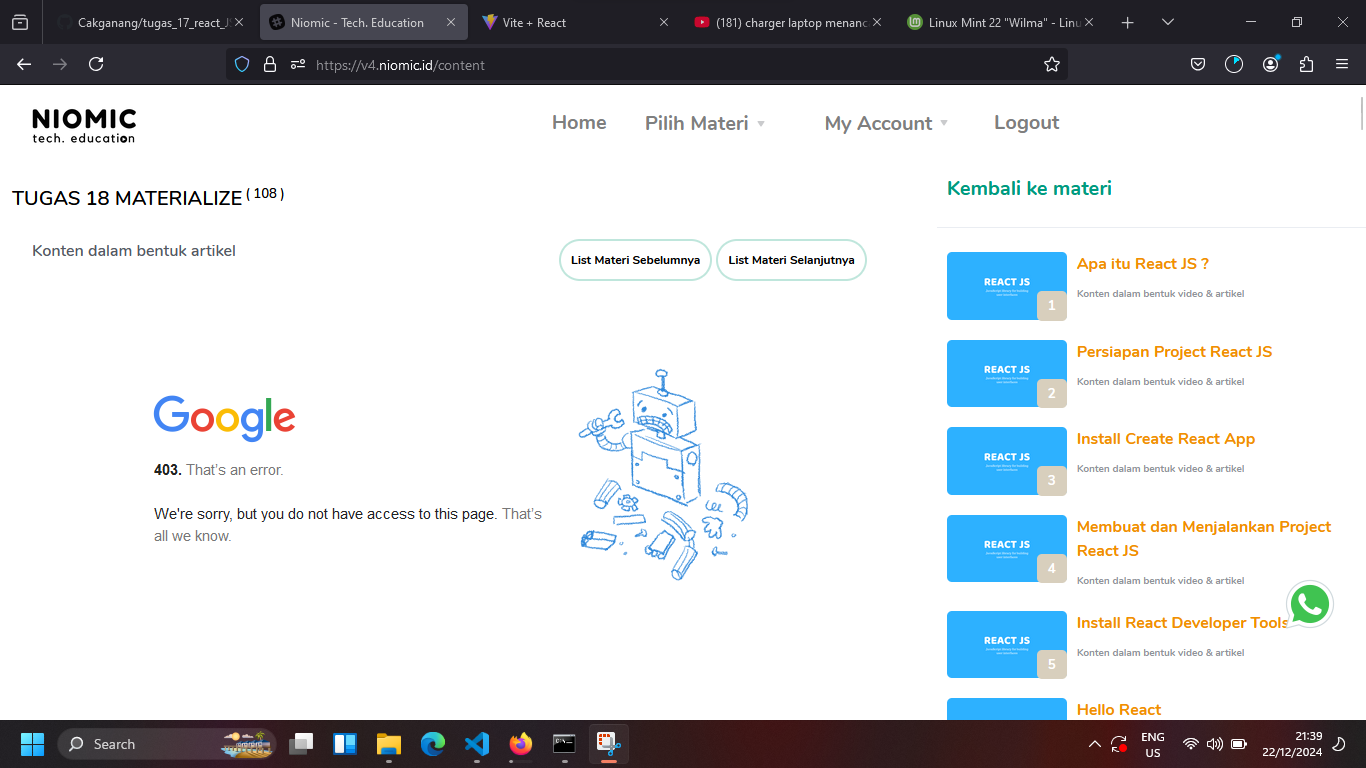 Cakganang/tugas_17_react_J
Niomic - Tech. Education
Vite + React
(181) charger laptop menanc
Linux Mint 22 "Wilma" - Linu
https://v4.niomic.id/content
NIOMIC
tech. education
Home
Pilih Materi
My Account
Logout
TUGAS 18 MATERIALIZE ( 108 )
Konten dalam bentuk artikel
List Materi Sebelumnya
List Materi Selanjutnya
Google
403. That's an error.
We're sorry, but you do not have access to this page. That's
all we know.
Kembali ke materi
REACT JS
1
Apa itu React JS ?
Konten dalam bentuk video & artikel
REACT JS
2
Persiapan Project React JS
Konten dalam bentuk video & artikel
REACT JS
3
Install Create React App
Konten dalam bentuk video & artikel
REACT JS
4
Membuat dan Menjalankan Project
React JS
Konten dalam bentuk video & artikel
REACT JS
5
Install React Developer Tools
Konten dalam bentuk video & artikel
Hello React
Search
ENG
US
21:39
22/12/2024